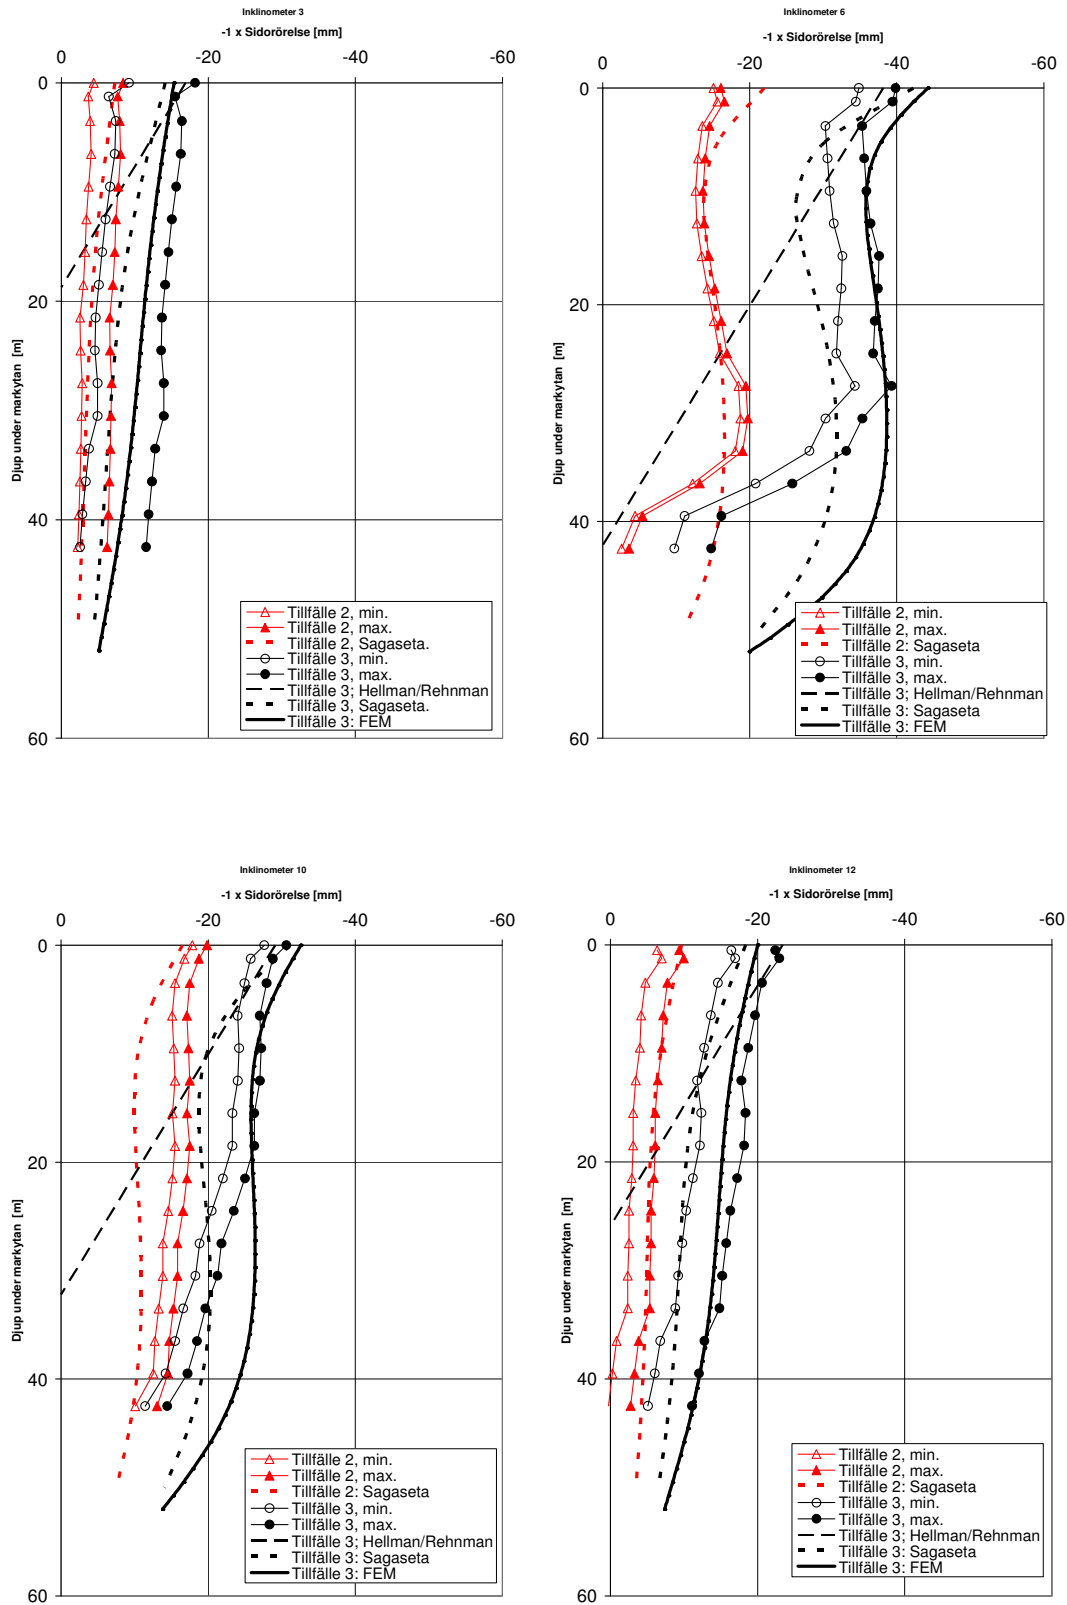 Inklinometer 3
-1 x Sidorörelse [mm]
0 -20 -40 -60
0
20
40
60
Djup under markytan [m]
Tillfälle 2, min.
Tillfälle 2, max.
Tillfälle 2, Sagaseta.
Tillfälle 3, min.
Tillfälle 3, max.
Tillfälle 3; Hellman/Rehnman
Tillfälle 3, Sagaseta.
Tillfälle 3: FEM
Inklinometer 6
-1 x Sidorörelse [mm]
0 -20 -40 -60
0
20
40
60
Djup under markytan [m]
Tillfälle 2, min.
Tillfälle 2, max.
Tillfälle 2: Sagaseta
Tillfälle 3, min.
Tillfälle 3, max.
Tillfälle 3; Hellman/Rehnman
Tillfälle 3: Sagaseta
Tillfälle 3: FEM
Inklinometer 10
-1 x Sidorörelse [mm]
0 -20 -40 -60
0
20
40
60
Djup under markytan [m]
Tillfälle 2, min.
Tillfälle 2, max.
Tillfälle 2: Sagaseta
Tillfälle 3, min.
Tillfälle 3, max.
Tillfälle 3; Hellman/Rehnman
Tillfälle 3: Sagaseta
Tillfälle 3: FEM
Inklinometer 12
-1 x Sidorörelse [mm]
0 -20 -40 -60
0
20
40
60
Djup under markytan [m]
Tillfälle 2, min.
Tillfälle 2, max.
Tillfälle 2: Sagaseta
Tillfälle 3, min.
Tillfälle 3, max.
Tillfälle 3; Hellman/Rehnman
Tillfälle 3: Sagaseta
Tillfälle 3: FEM